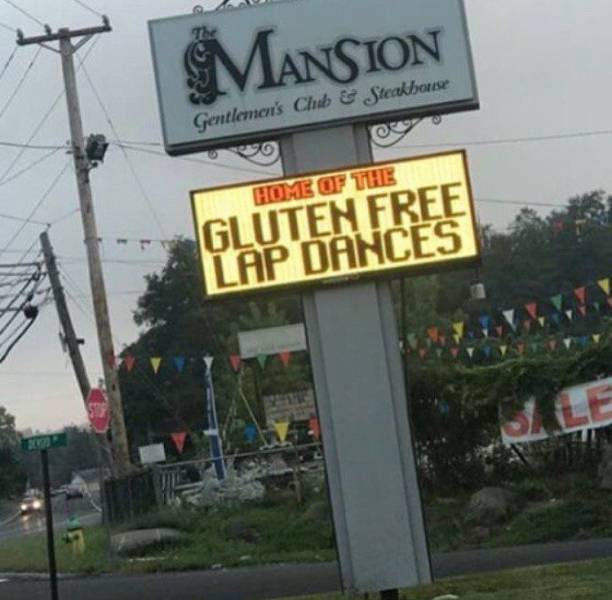 The
MANSION
Gentlemen's Club & Steakhouse
HOME OF THE
GLUTEN FREE
LAP DANCES
STOP
SALE